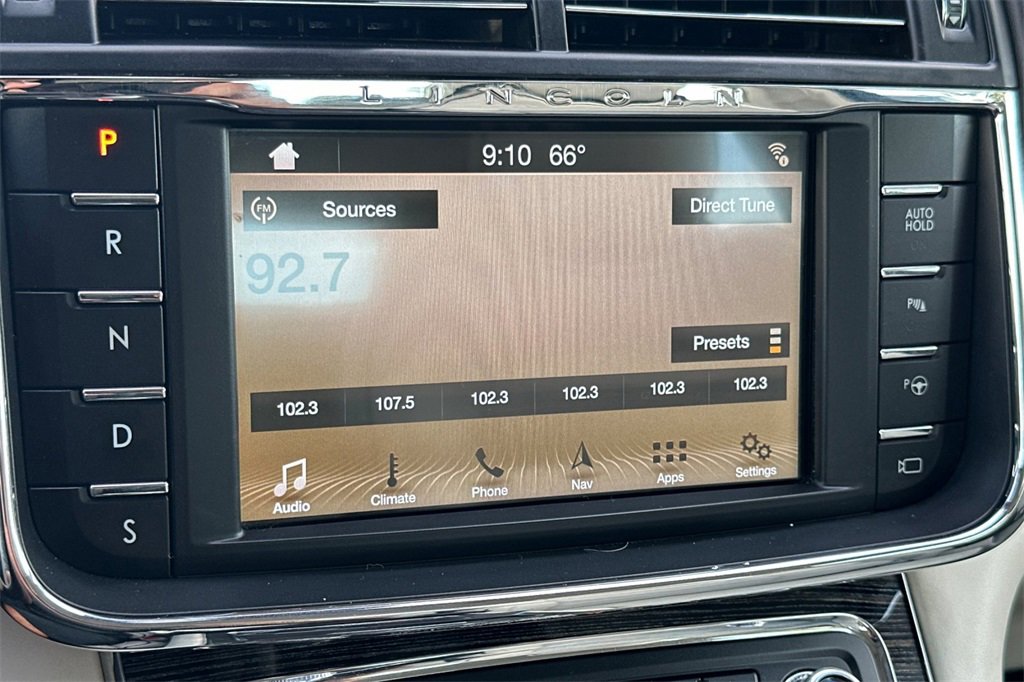 LINCOLN
P
R
N
D
S
9:10 66°
FM Sources
Direct Tune
92.7
Presets
102.3 107.5 102.3 102.3 102.3 102.3
Audio Climate Phone Nav Apps Settings
AUTO
HOLD
P
P